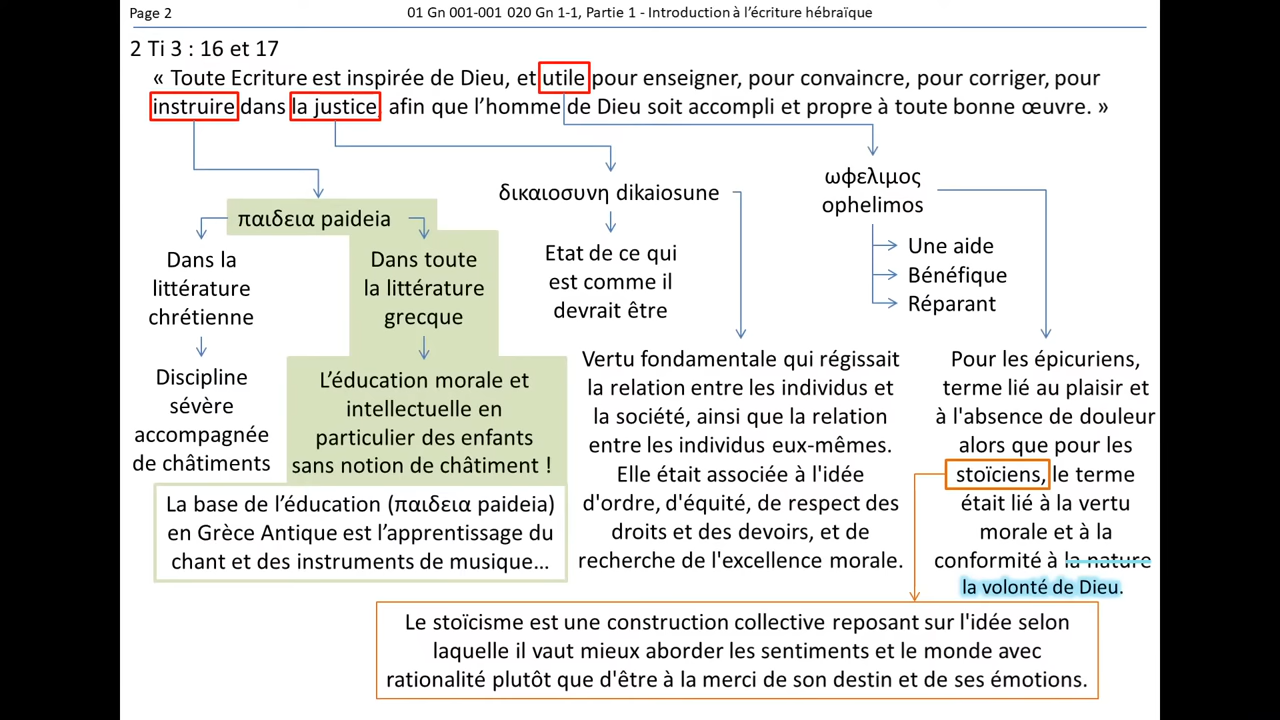 Page 2
01 Gn 001-001 020 Gn 1-1, Partie 1 - Introduction à l’écriture hébraïque
2 Ti 3 : 16 et 17
« Toute Ecriture est inspirée de Dieu, et utile pour enseigner, pour convaincre, pour corriger, pour
instruire dans la justice, afin que l’homme de Dieu soit accompli et propre à toute bonne œuvre. »
παιδεια paideia
Dans la
littérature
chrétienne
Discipline
sévère
accompagnée
de châtiments
Dans toute
la littérature
grecque
L’éducation morale et
intellectuelle en
particulier des enfants
sans notion de châtiment !
La base de l’éducation (παιδεια paideia)
en Grèce Antique est l’apprentissage du
chant et des instruments de musique...
δικαιοσυνη dikaiosune
Etat de ce qui
est comme il
devrait être
Vertu fondamentale qui régissait
la relation entre les individus et
la société, ainsi que la relation
entre les individus eux-mêmes.
Elle était associée à l'idée
d'ordre, d'équité, de respect des
droits et des devoirs, et de
recherche de l'excellence morale.
ωφελιμος
ophelimos
Une aide
Bénéfique
Réparant
Pour les épicuriens,
terme lié au plaisir et
à l'absence de douleur
alors que pour les
stoïciens, le terme
était lié à la vertu
morale et à la
conformité à la nature
la volonté de Dieu.
Le stoïcisme est une construction collective reposant sur l'idée selon
laquelle il vaut mieux aborder les sentiments et le monde avec
rationalité plutôt que d'être à la merci de son destin et de ses émotions.